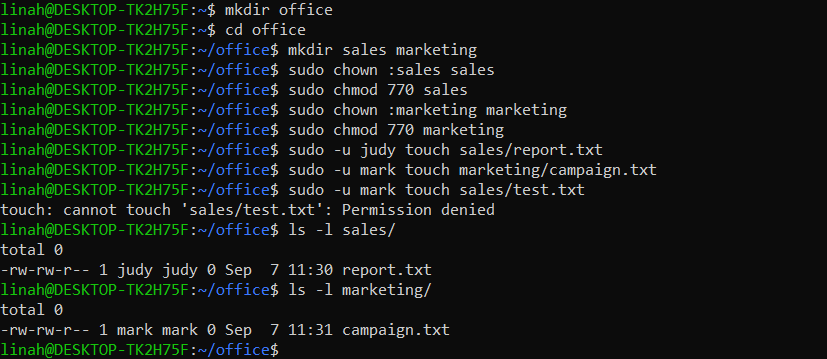 linah@DESKTOP-TK2H75F:~$ mkdir office
linah@DESKTOP-TK2H75F:~$ cd office
linah@DESKTOP-TK2H75F:~/office$ mkdir sales marketing
linah@DESKTOP-TK2H75F:~/office$ sudo chown :sales sales
linah@DESKTOP-TK2H75F:~/office$ sudo chmod 770 sales
linah@DESKTOP-TK2H75F:~/office$ sudo chown :marketing marketing
linah@DESKTOP-TK2H75F:~/office$ sudo chmod 770 marketing
linah@DESKTOP-TK2H75F:~/office$ sudo -u judy touch sales/report.txt
linah@DESKTOP-TK2H75F:~/office$ sudo -u mark touch marketing/campaign.txt
linah@DESKTOP-TK2H75F:~/office$ sudo -u mark touch sales/test.txt
touch: cannot touch 'sales/test.txt': Permission denied
linah@DESKTOP-TK2H75F:~/office$ ls -l sales/
total 0
-rw-rw-r-- 1 judy judy 0 Sep  7 11:30 report.txt
linah@DESKTOP-TK2H75F:~/office$ ls -l marketing/
total 0
-rw-rw-r-- 1 mark mark 0 Sep  7 11:31 campaign.txt
linah@DESKTOP-TK2H75F:~/office$